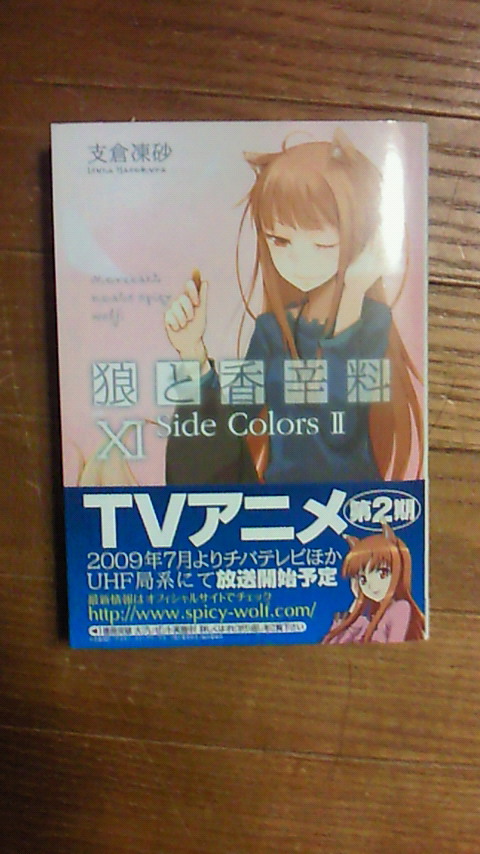 支倉凍砂
狼と香辛料
XI Side Colors II
TVアニメ 第2期
2009年7月よりチバテレビほか
UHF局系にて放送開始予定
最新情報はオフィシャルサイトでチェック
http://www.spicy-wolf.com/